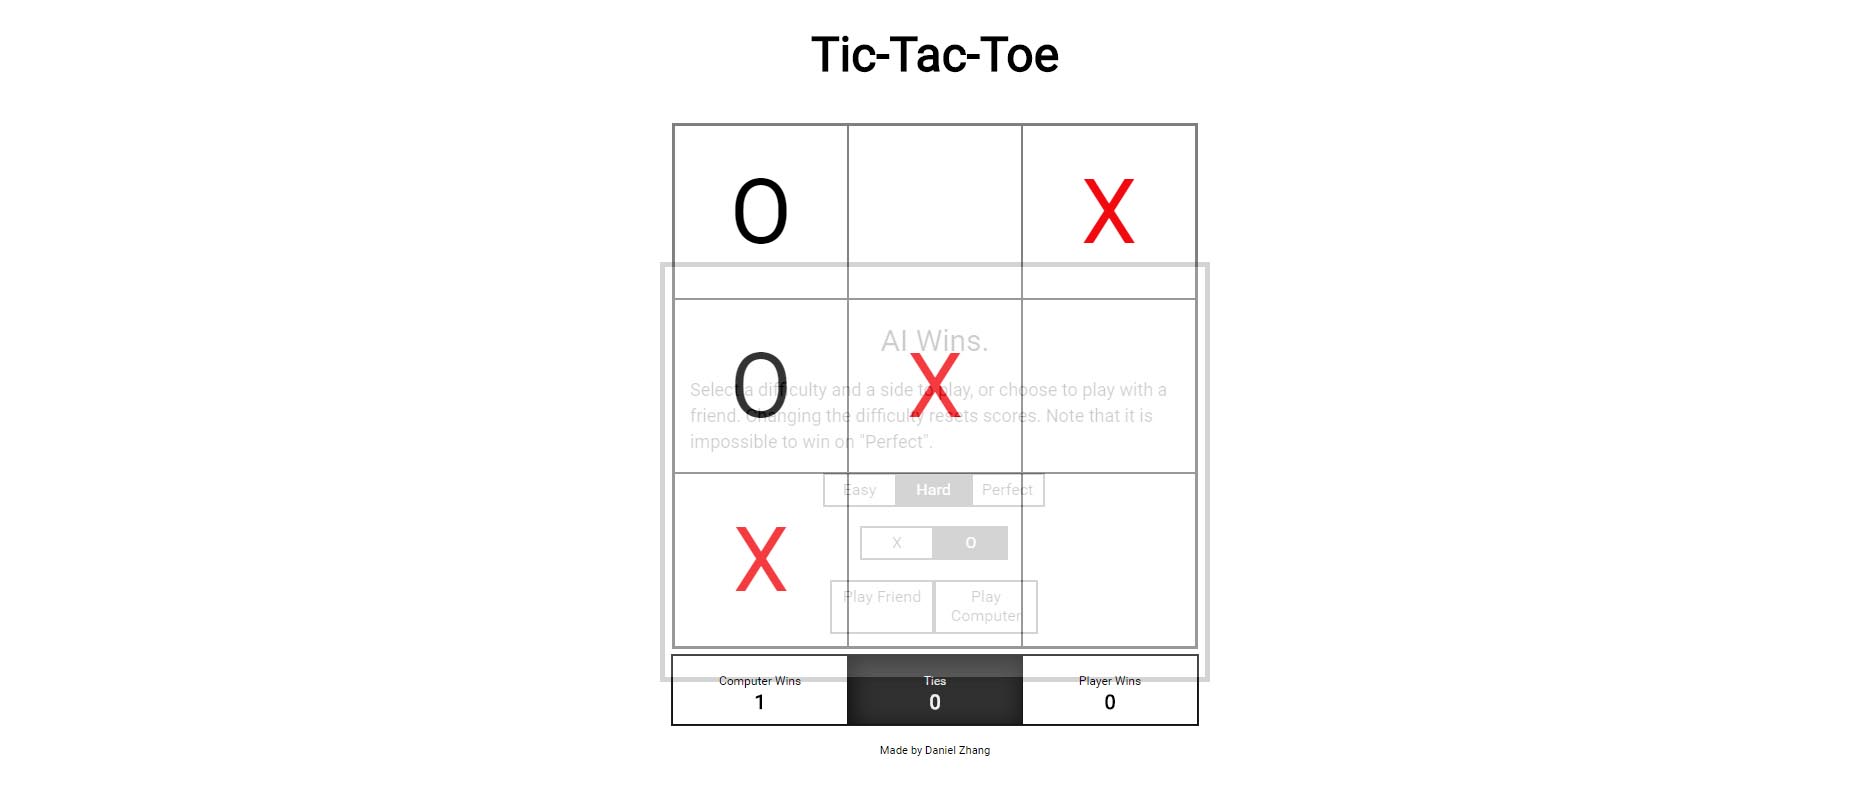 Tic-Tac-Toe
O X
AI Wins.
O X
Select a difficulty and a side to play, or choose to play with a
friend. Changing the difficulty resets scores. Note that it is
impossible to win on "Perfect".
Easy Hard Perfect
X O
X
Play Friend Play
Computer
Computer Wins Ties Player Wins
1 0 0
Made by Daniel Zhang